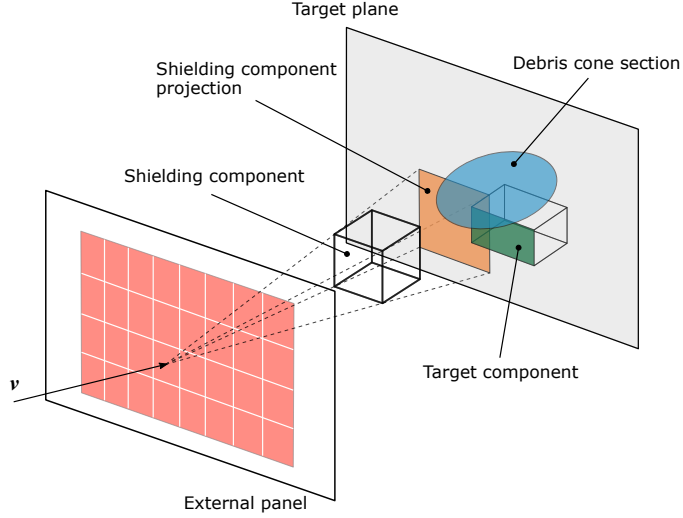 Target plane
Debris cone section
Shielding component
projection
Shielding component
Target component
v
External panel